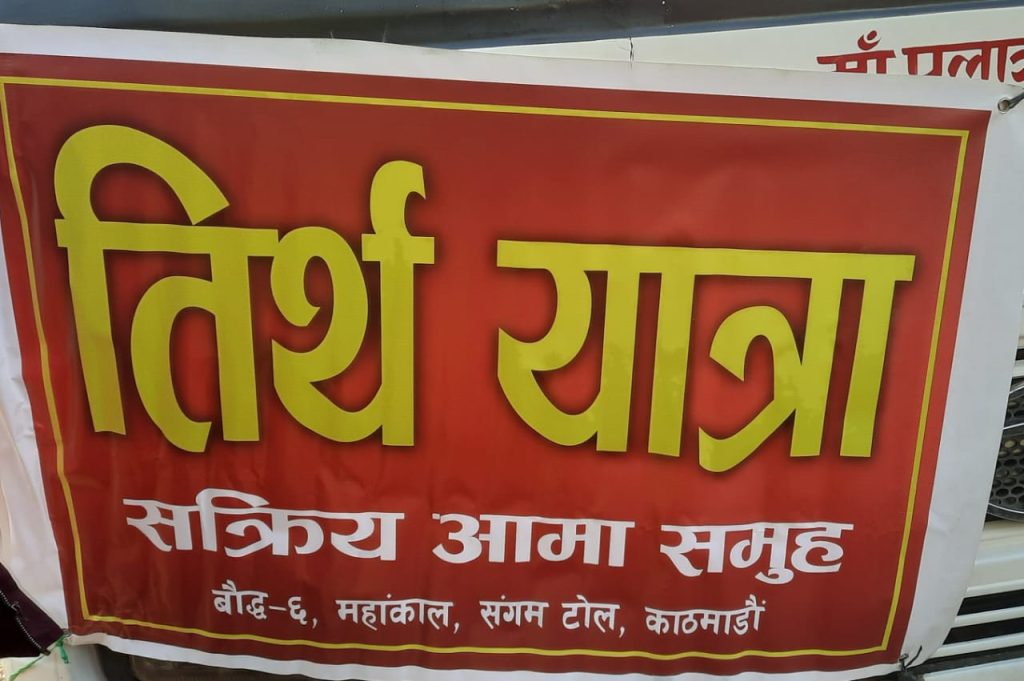 माँ
तिर्थ यात्रा
सक्रिय आमा समुह
बौद्ध-६, महांकाल, संगम टोल, काठमाडौं